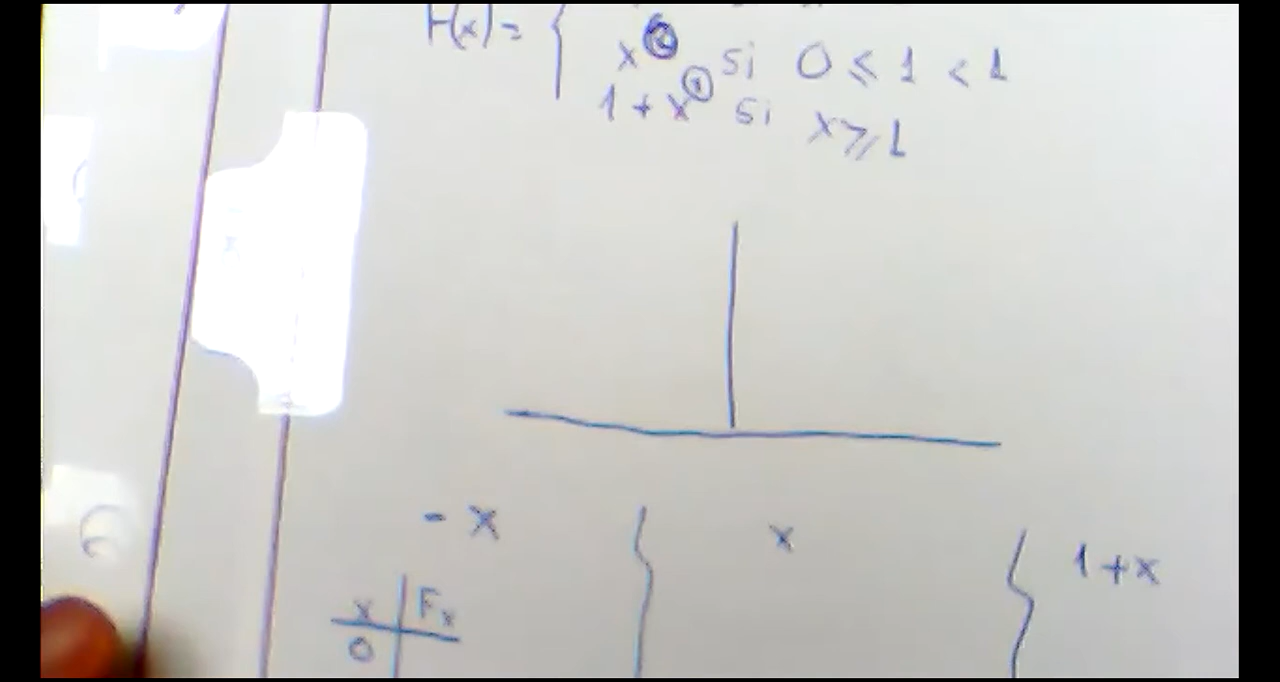 F(x) = {
x si 0 ≤ 1 < 1
1 + x si x ≥ 1
- x { x { 1 + x
x | Fx
0 |